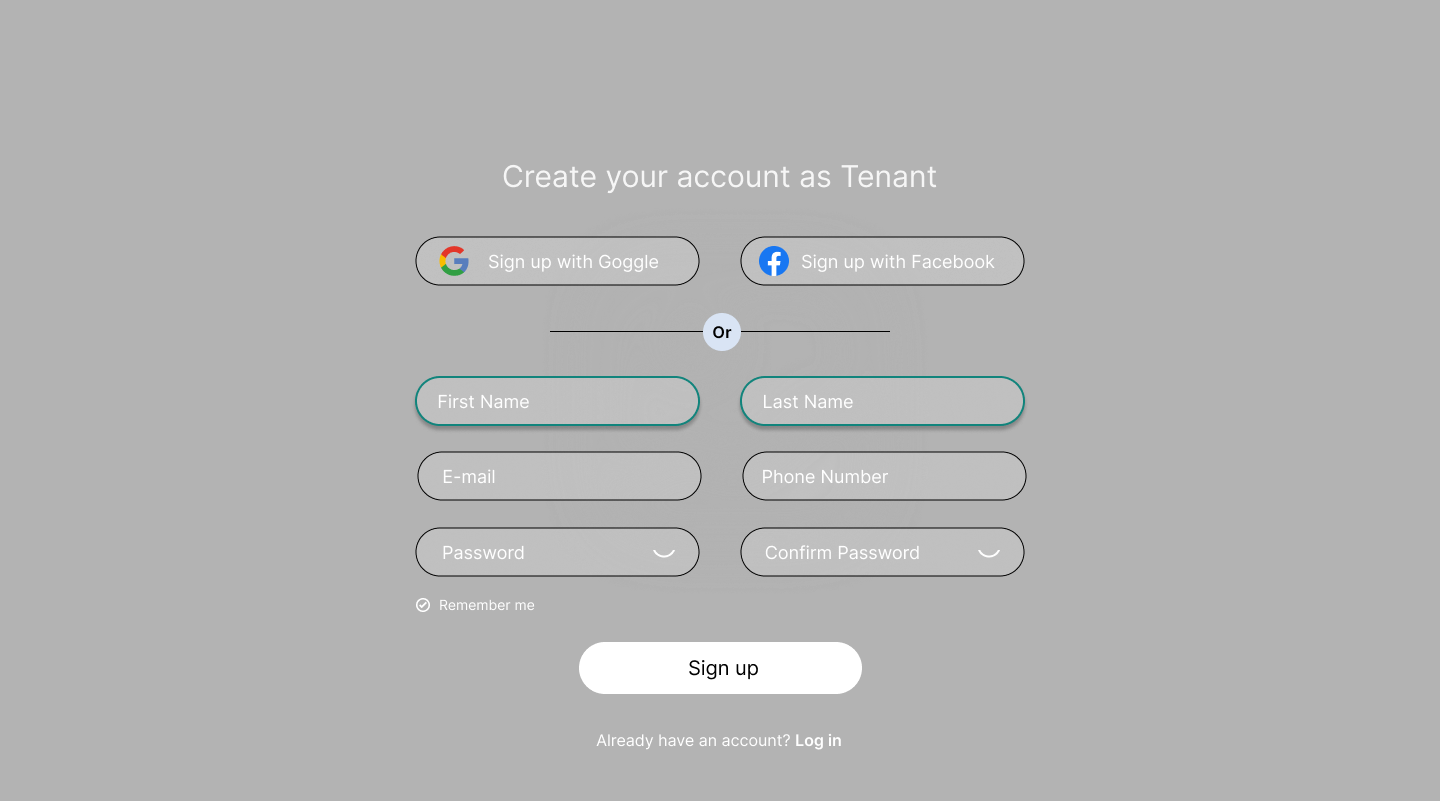 Create your account as Tenant
Sign up with Goggle
Sign up with Facebook
Or
First Name
Last Name
E-mail
Phone Number
Password
Confirm Password
Remember me
Sign up
Already have an account? Log in